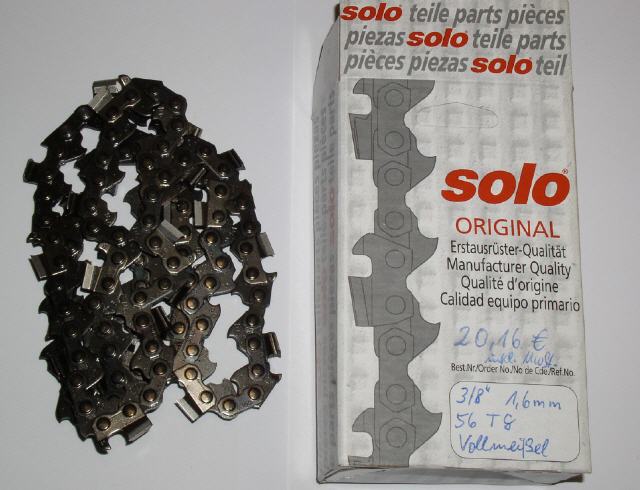 solo teile parts pièces
piezas solo teile parts
pièces piezas solo teil
solo®
ORIGINAL
Erstausrüster-Qualität
Manufacturer Quality
Qualité d'origine
Calidad equipo primario
20,16 €
incl. Mwst.
Best.Nr/Order No./No de Cde./Ref.No.
3/8" 1,6mm
56 TG
Vollmeißel